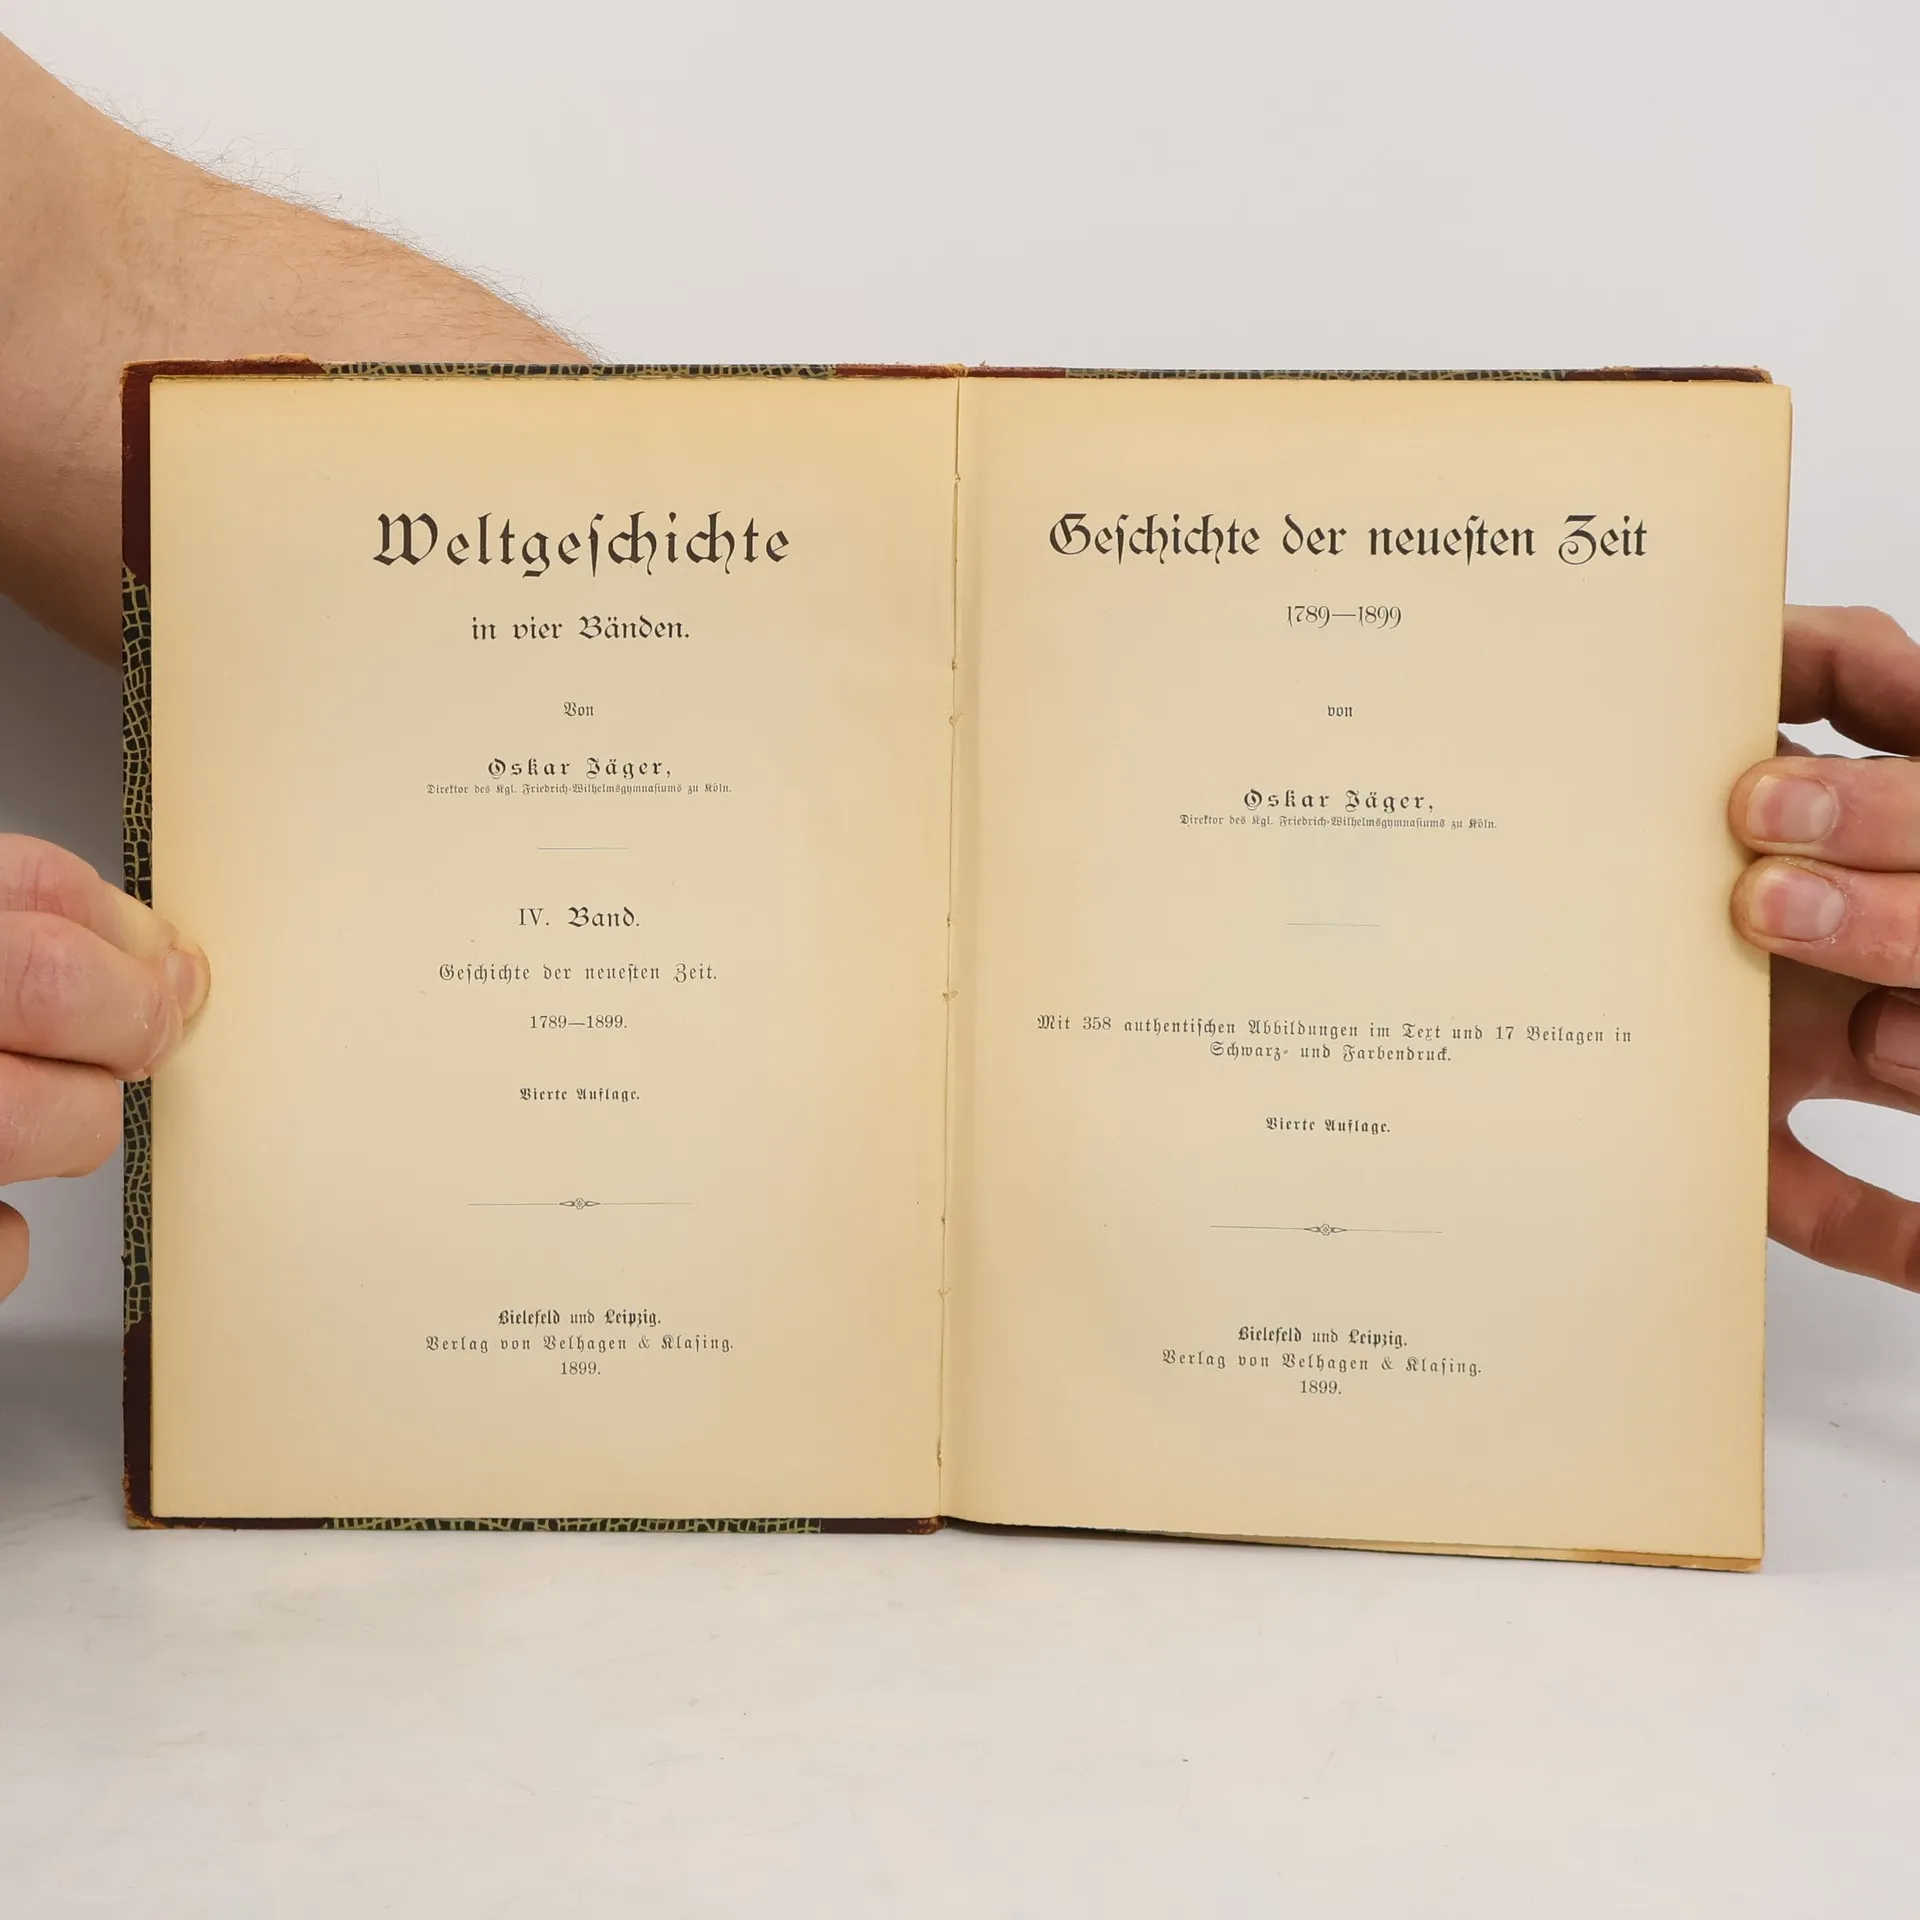 Weltgeſchichte
in vier Bänden.
Von
Oskar Jäger,
Direktor des Kgl. Friedrich-Wilhelmsgymnaſiums zu Köln.
IV. Band.
Geſchichte der neueſten Zeit.
1789—1899.
Vierte Auflage.
Bielefeld und Leipzig.
Verlag von Velhagen & Klaſing.
1899.
Geſchichte der neueſten Zeit
1789—1899
von
Oskar Jäger,
Direktor des Kgl. Friedrich-Wilhelmsgymnaſiums zu Köln.
Mit 358 authentiſchen Abbildungen im Text und 17 Beilagen in
Schwarz- und Farbendruck.
Vierte Auflage.
Bielefeld und Leipzig.
Verlag von Velhagen & Klaſing.
1899.